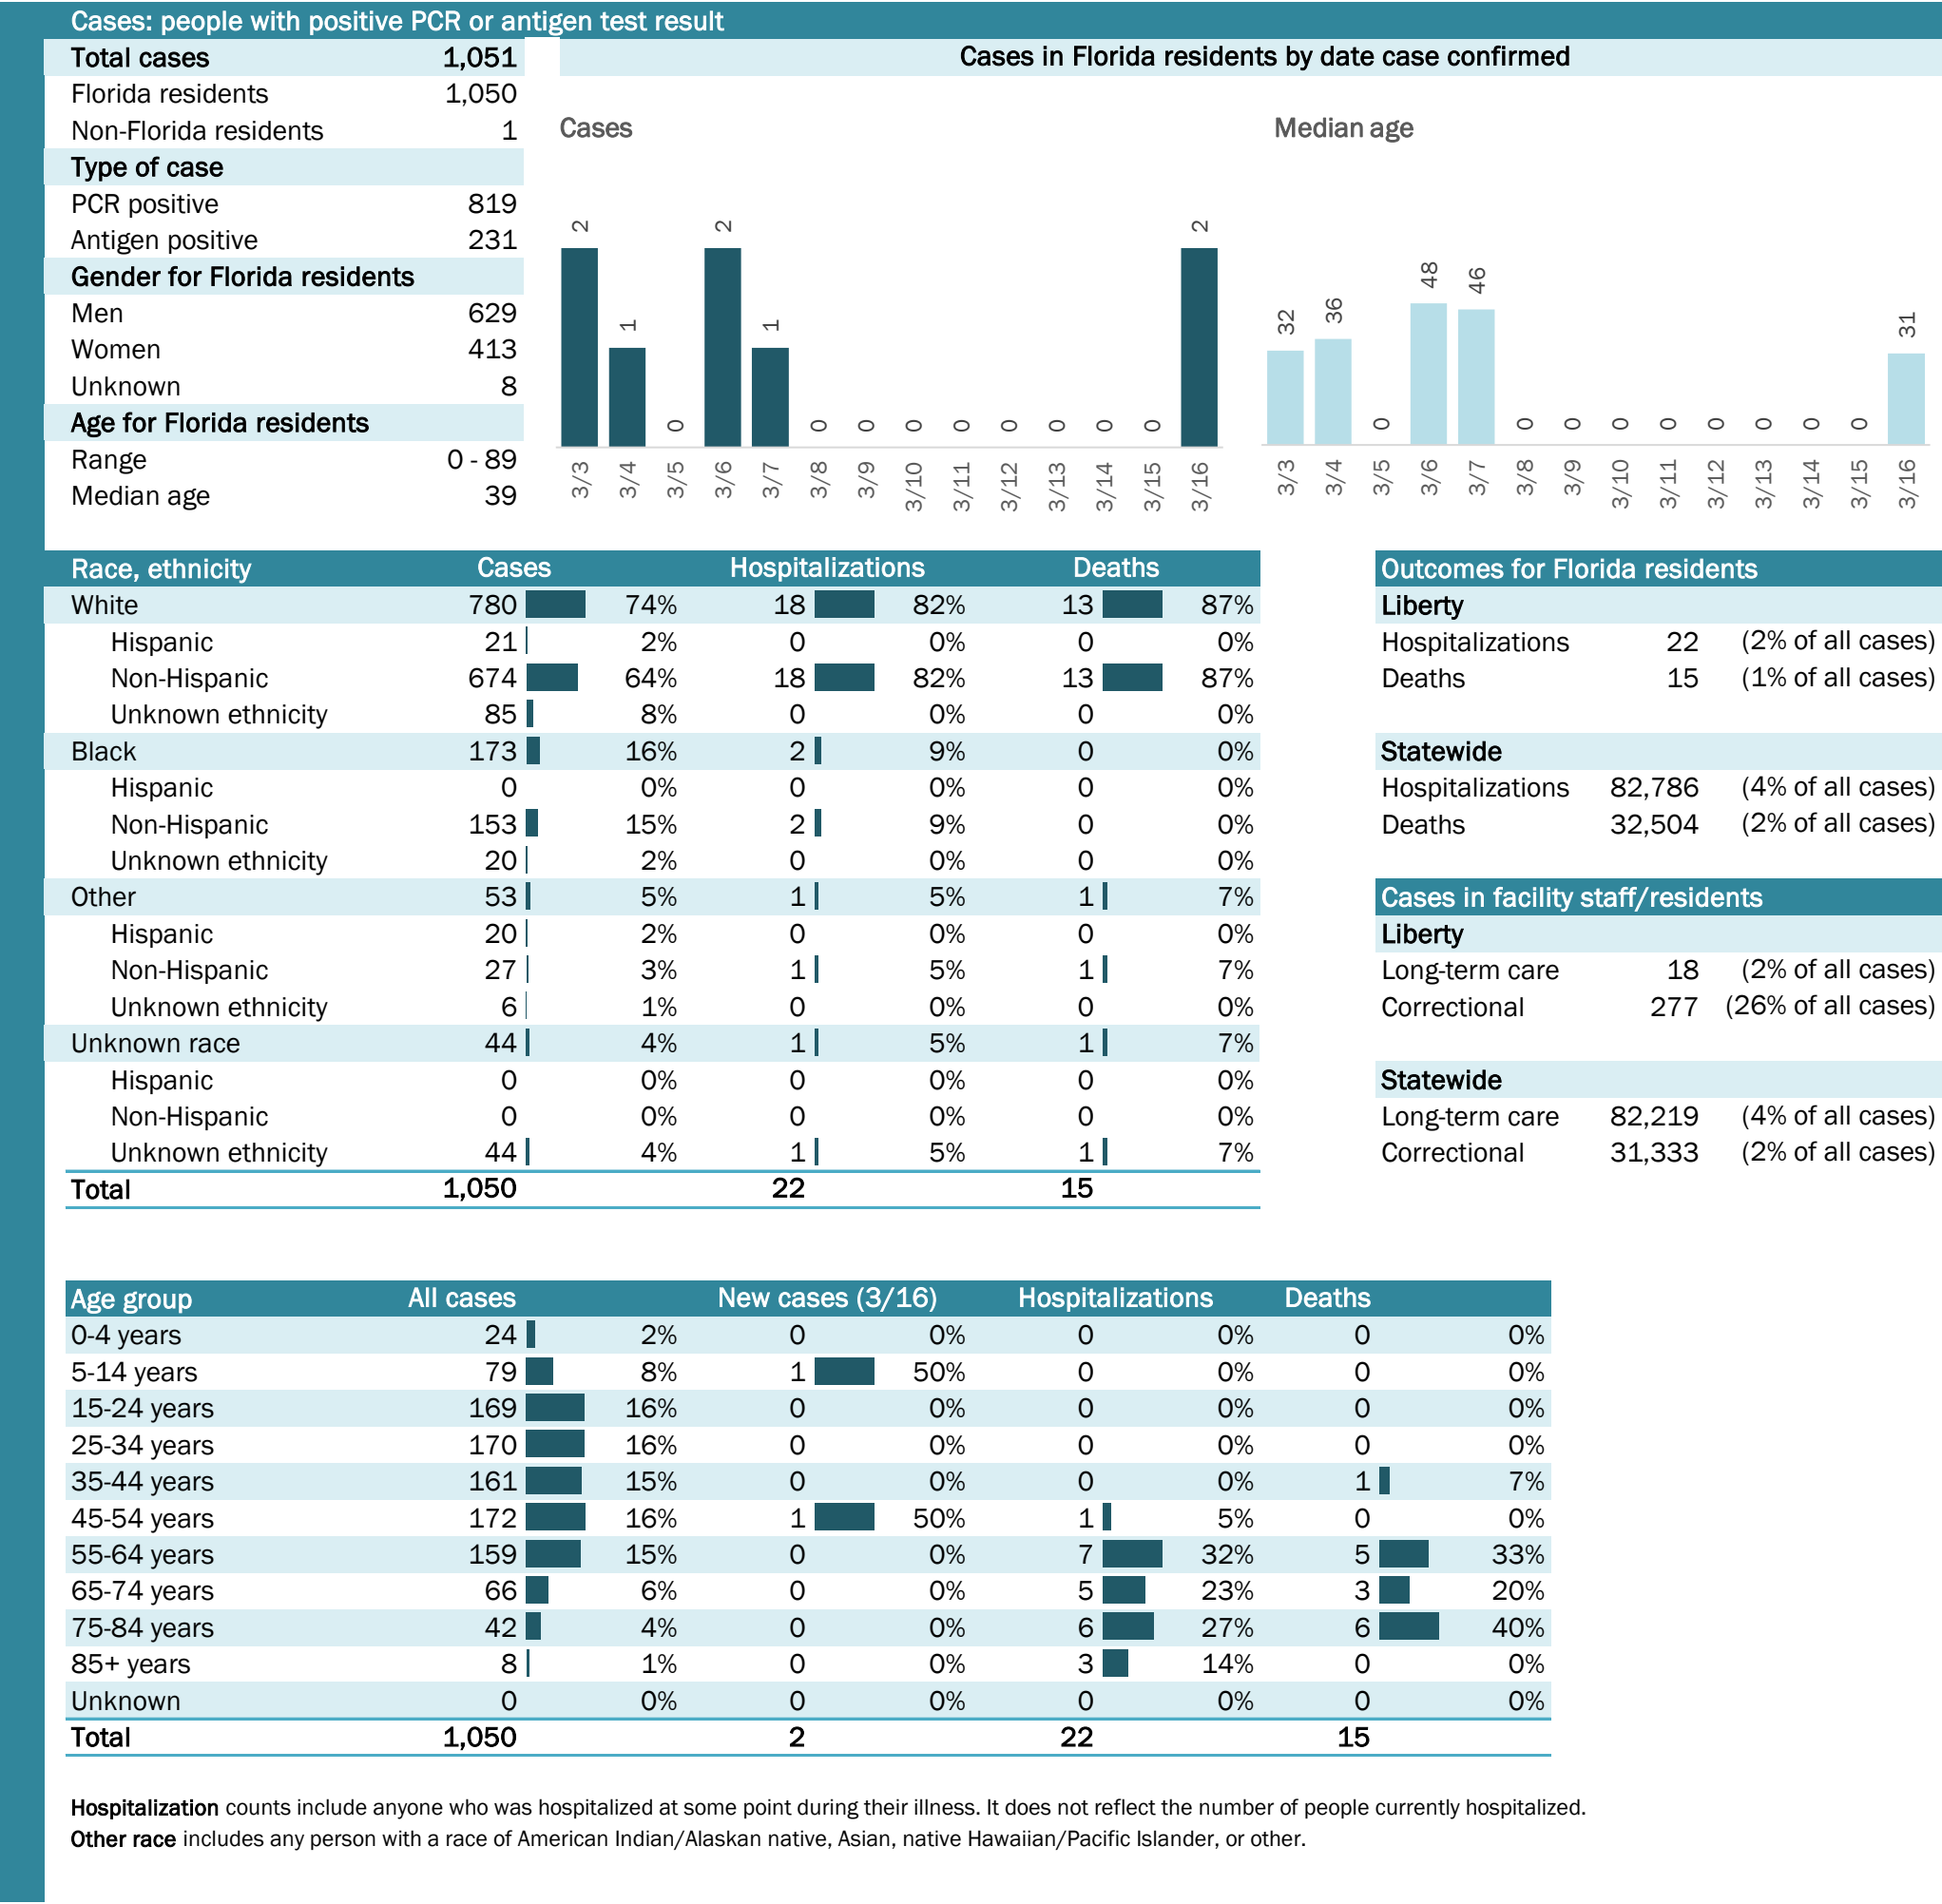 Cases: people with positive PCR or antigen test result
Total cases 1,051
Florida residents 1,050
Non-Florida residents 1
Type of case
PCR positive 819
Antigen positive 231
Gender for Florida residents
Men 629
Women 413
Unknown 8
Age for Florida residents
Range 0 - 89
Median age 39
Cases in Florida residents by date case confirmed
Cases
2 1 0 2 1 0 0 0 0 0 0 0 0 2
3/3 3/4 3/5 3/6 3/7 3/8 3/9 3/10 3/11 3/12 3/13 3/14 3/15 3/16
Median age
32 36 0 48 46 0 0 0 0 0 0 0 0 31
3/3 3/4 3/5 3/6 3/7 3/8 3/9 3/10 3/11 3/12 3/13 3/14 3/15 3/16
Race, ethnicity Cases Hospitalizations Deaths
White 780 74% 18 82% 13 87%
Hispanic 21 2% 0 0% 0 0%
Non-Hispanic 674 64% 18 82% 13 87%
Unknown ethnicity 85 8% 0 0% 0 0%
Black 173 16% 2 9% 0 0%
Hispanic 0 0% 0 0% 0 0%
Non-Hispanic 153 15% 2 9% 0 0%
Unknown ethnicity 20 2% 0 0% 0 0%
Other 53 5% 1 5% 1 7%
Hispanic 20 2% 0 0% 0 0%
Non-Hispanic 27 3% 1 5% 1 7%
Unknown ethnicity 6 1% 0 0% 0 0%
Unknown race 44 4% 1 5% 1 7%
Hispanic 0 0% 0 0% 0 0%
Non-Hispanic 0 0% 0 0% 0 0%
Unknown ethnicity 44 4% 1 5% 1 7%
Total 1,050 22 15
Outcomes for Florida residents
Liberty
Hospitalizations 22 (2% of all cases)
Deaths 15 (1% of all cases)
Statewide
Hospitalizations 82,786 (4% of all cases)
Deaths 32,504 (2% of all cases)
Cases in facility staff/residents
Liberty
Long-term care 18 (2% of all cases)
Correctional 277 (26% of all cases)
Statewide
Long-term care 82,219 (4% of all cases)
Correctional 31,333 (2% of all cases)
Age group All cases New cases (3/16) Hospitalizations Deaths
0-4 years 24 2% 0 0% 0 0% 0 0%
5-14 years 79 8% 1 50% 0 0% 0 0%
15-24 years 169 16% 0 0% 0 0% 0 0%
25-34 years 170 16% 0 0% 0 0% 0 0%
35-44 years 161 15% 0 0% 0 0% 1 7%
45-54 years 172 16% 1 50% 1 5% 0 0%
55-64 years 159 15% 0 0% 7 32% 5 33%
65-74 years 66 6% 0 0% 5 23% 3 20%
75-84 years 42 4% 0 0% 6 27% 6 40%
85+ years 8 1% 0 0% 3 14% 0 0%
Unknown 0 0% 0 0% 0 0% 0 0%
Total 1,050 2 22 15
Hospitalization counts include anyone who was hospitalized at some point during their illness. It does not reflect the number of people currently hospitalized.
Other race includes any person with a race of American Indian/Alaskan native, Asian, native Hawaiian/Pacific Islander, or other.